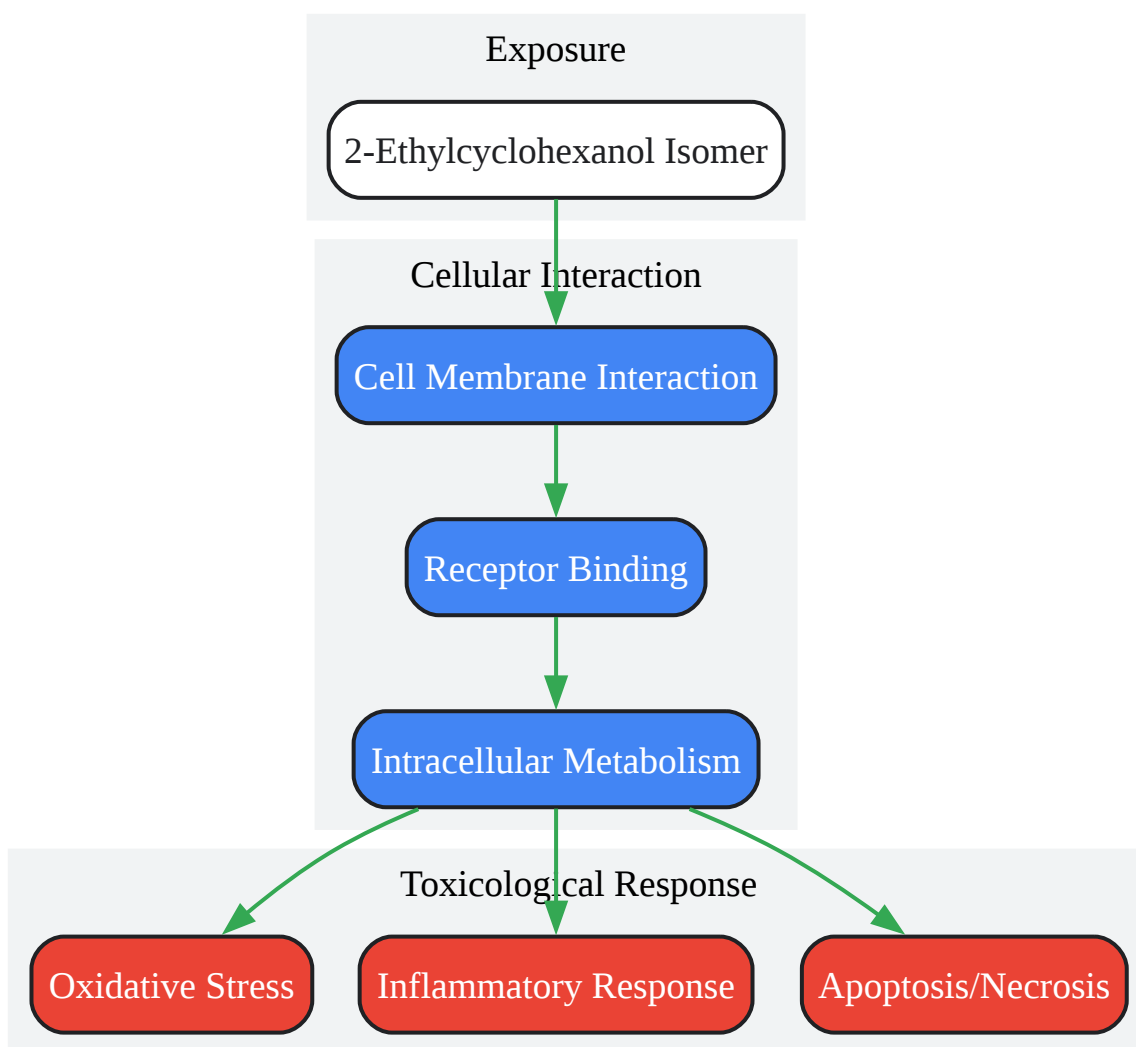 Exposure
2-Ethylcyclohexanol Isomer
Cellular Interaction
Cell Membrane Interaction
Receptor Binding
Intracellular Metabolism
Toxicological Response
Oxidative Stress
Inflammatory Response
Apoptosis/Necrosis